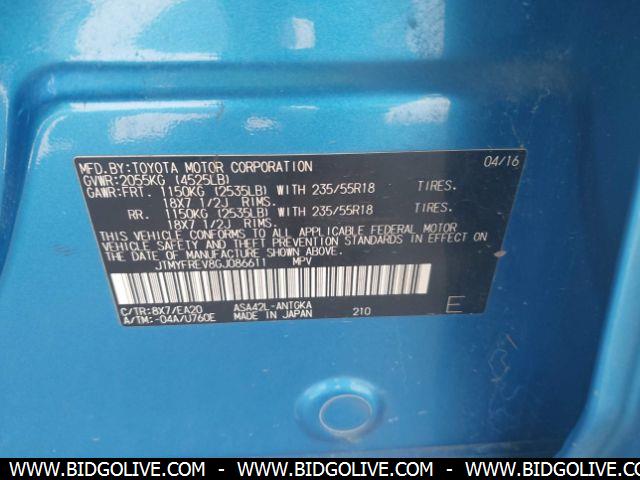 MFD.BY:TOYOTA MOTOR CORPORATION 04/16
GVWR:2055KG (4525LB)
GAWR:FRT 1150KG (2535LB) WITH 235/55R18 TIRES.
18X7 1/2J RIMS.
RR. 1150KG (2535LB) WITH 235/55R18 TIRES.
18X7 1/2J RIMS.
THIS VEHICLE CONFORMS TO ALL APPLICABLE FEDERAL MOTOR
VEHICLE SAFETY AND THEFT PREVENTION STANDARDS IN EFFECT ON
THE DATE OF MANUFACTURE SHOWN ABOVE.
JTMYFREV8GJ086611 MPV
C/TR:8X7/EA20 ASA42L-ANTGKA
A/TM:-04A/U760E MADE IN JAPAN 210 E
WWW.BIDGOLIVE.COM - WWW.BIDGOLIVE.COM - WWW.BIDGOLIVE.COM